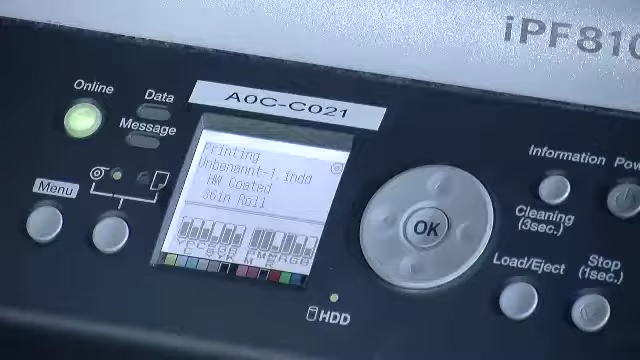 iPF810
Online
Data
A0C-C021
Message
Printing
Unbenannt-1.indd
HW Coated
36in Roll
Menu
Information
Pow
OK
Cleaning
(3sec.)
Load/Eject
Stop
(1sec.)
HDD